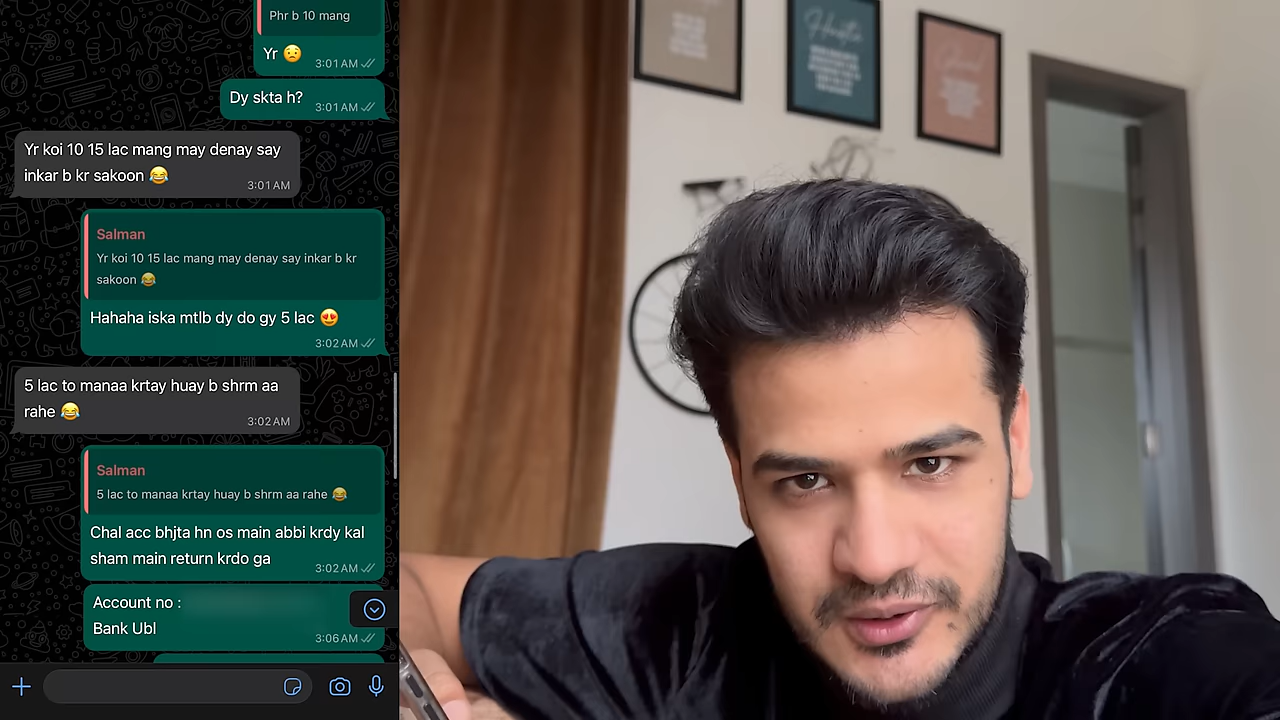 Phr b 10 mang
Yr 😟
3:01 AM
Dy skta h?
3:01 AM
Yr koi 10 15 lac mang may denay say
inkar b kr sakoon 😂
3:01 AM
Salman
Yr koi 10 15 lac mang may denay say inkar b kr
sakoon 😂
Hahaha iska mtlb dy do gy 5 lac 😍
3:02 AM
5 lac to manaa krtay huay b shrm aa
rahe 😂
3:02 AM
Salman
5 lac to manaa krtay huay b shrm aa rahe 😂
Chal acc bhjta hn os main abbi krdy kal
sham main return krdo ga
3:02 AM
Account no :
Bank Ubl
3:06 AM
Hustle